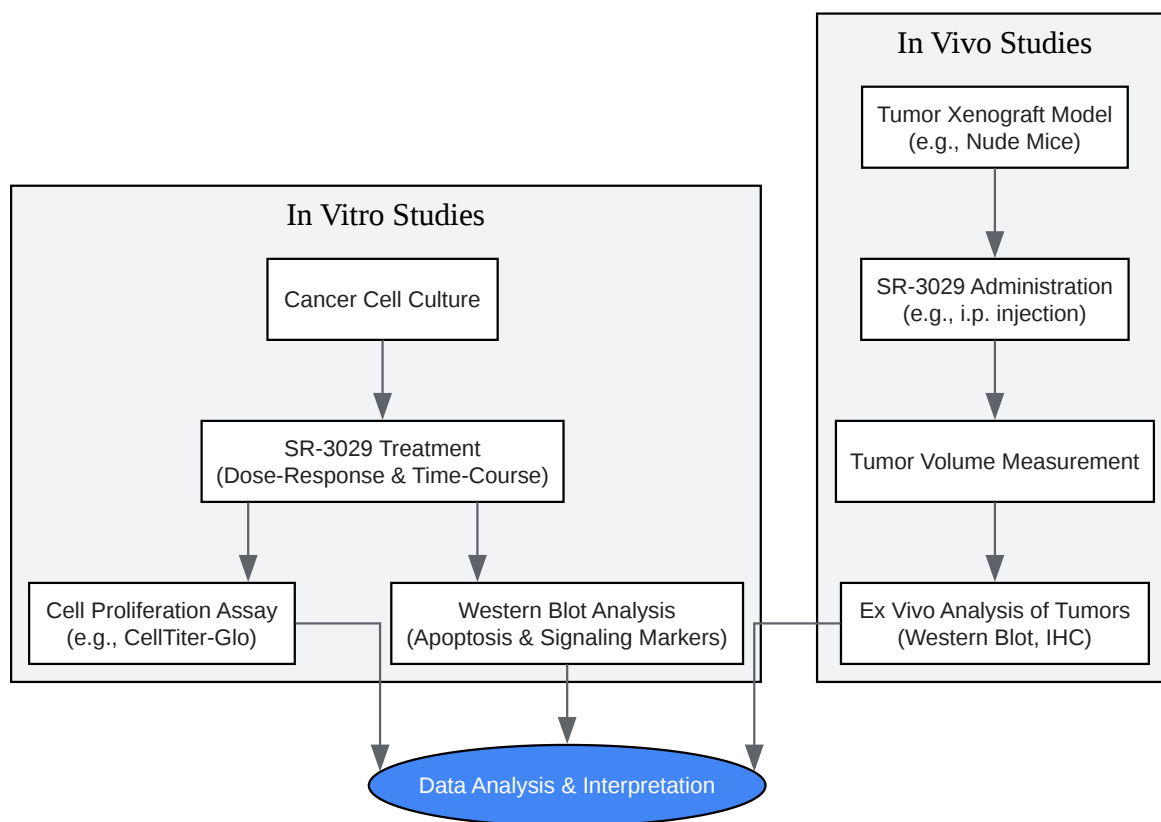 In Vitro Studies
Cancer Cell Culture
SR-3029 Treatment
(Dose-Response & Time-Course)
Cell Proliferation Assay
(e.g., CellTiter-Glo)
Western Blot Analysis
(Apoptosis & Signaling Markers)
In Vivo Studies
Tumor Xenograft Model
(e.g., Nude Mice)
SR-3029 Administration
(e.g., i.p. injection)
Tumor Volume Measurement
Ex Vivo Analysis of Tumors
(Western Blot, IHC)
Data Analysis & Interpretation